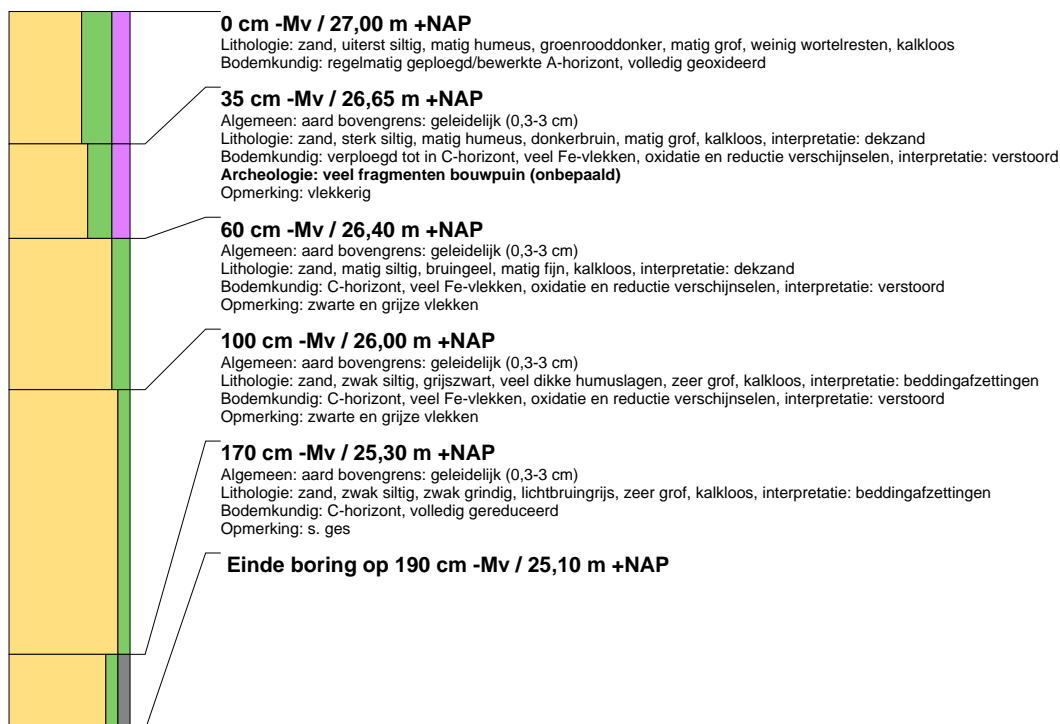 0 cm -Mv / 27,00 m +NAP
Lithologie: zand, uiterst siltig, matig humeus, groenrooddonker, matig grof, weinig wortelresten, kalkloos
Bodemkundig: regelmatig geploegd/bewerkte A-horizont, volledig geoxideerd
35 cm -Mv / 26,65 m +NAP
Algemeen: aard bovengrens: geleidelijk (0,3-3 cm)
Lithologie: zand, sterk siltig, matig humeus, donkerbruin, matig grof, kalkloos, interpretatie: dekzand
Bodemkundig: verploegd tot in C-horizont, veel Fe-vlekken, oxidatie en reductie verschijnselen, interpretatie: verstoord
Archeologie: veel fragmenten bouwpuin (onbepaald)
Opmerking: vlekkerig
60 cm -Mv / 26,40 m +NAP
Algemeen: aard bovengrens: geleidelijk (0,3-3 cm)
Lithologie: zand, matig siltig, bruingeel, matig fijn, kalkloos, interpretatie: dekzand
Bodemkundig: C-horizont, veel Fe-vlekken, oxidatie en reductie verschijnselen, interpretatie: verstoord
Opmerking: zwarte en grijze vlekken
100 cm -Mv / 26,00 m +NAP
Algemeen: aard bovengrens: geleidelijk (0,3-3 cm)
Lithologie: zand, zwak siltig, grijszwart, veel dikke humuslagen, zeer grof, kalkloos, interpretatie: beddingafzettingen
Bodemkundig: C-horizont, veel Fe-vlekken, oxidatie en reductie verschijnselen, interpretatie: verstoord
Opmerking: zwarte en grijze vlekken
170 cm -Mv / 25,30 m +NAP
Algemeen: aard bovengrens: geleidelijk (0,3-3 cm)
Lithologie: zand, zwak siltig, zwak grindig, lichtbruingrijs, zeer grof, kalkloos, interpretatie: beddingafzettingen
Bodemkundig: C-horizont, volledig gereduceerd
Opmerking: s. ges
Einde boring op 190 cm -Mv / 25,10 m +NAP